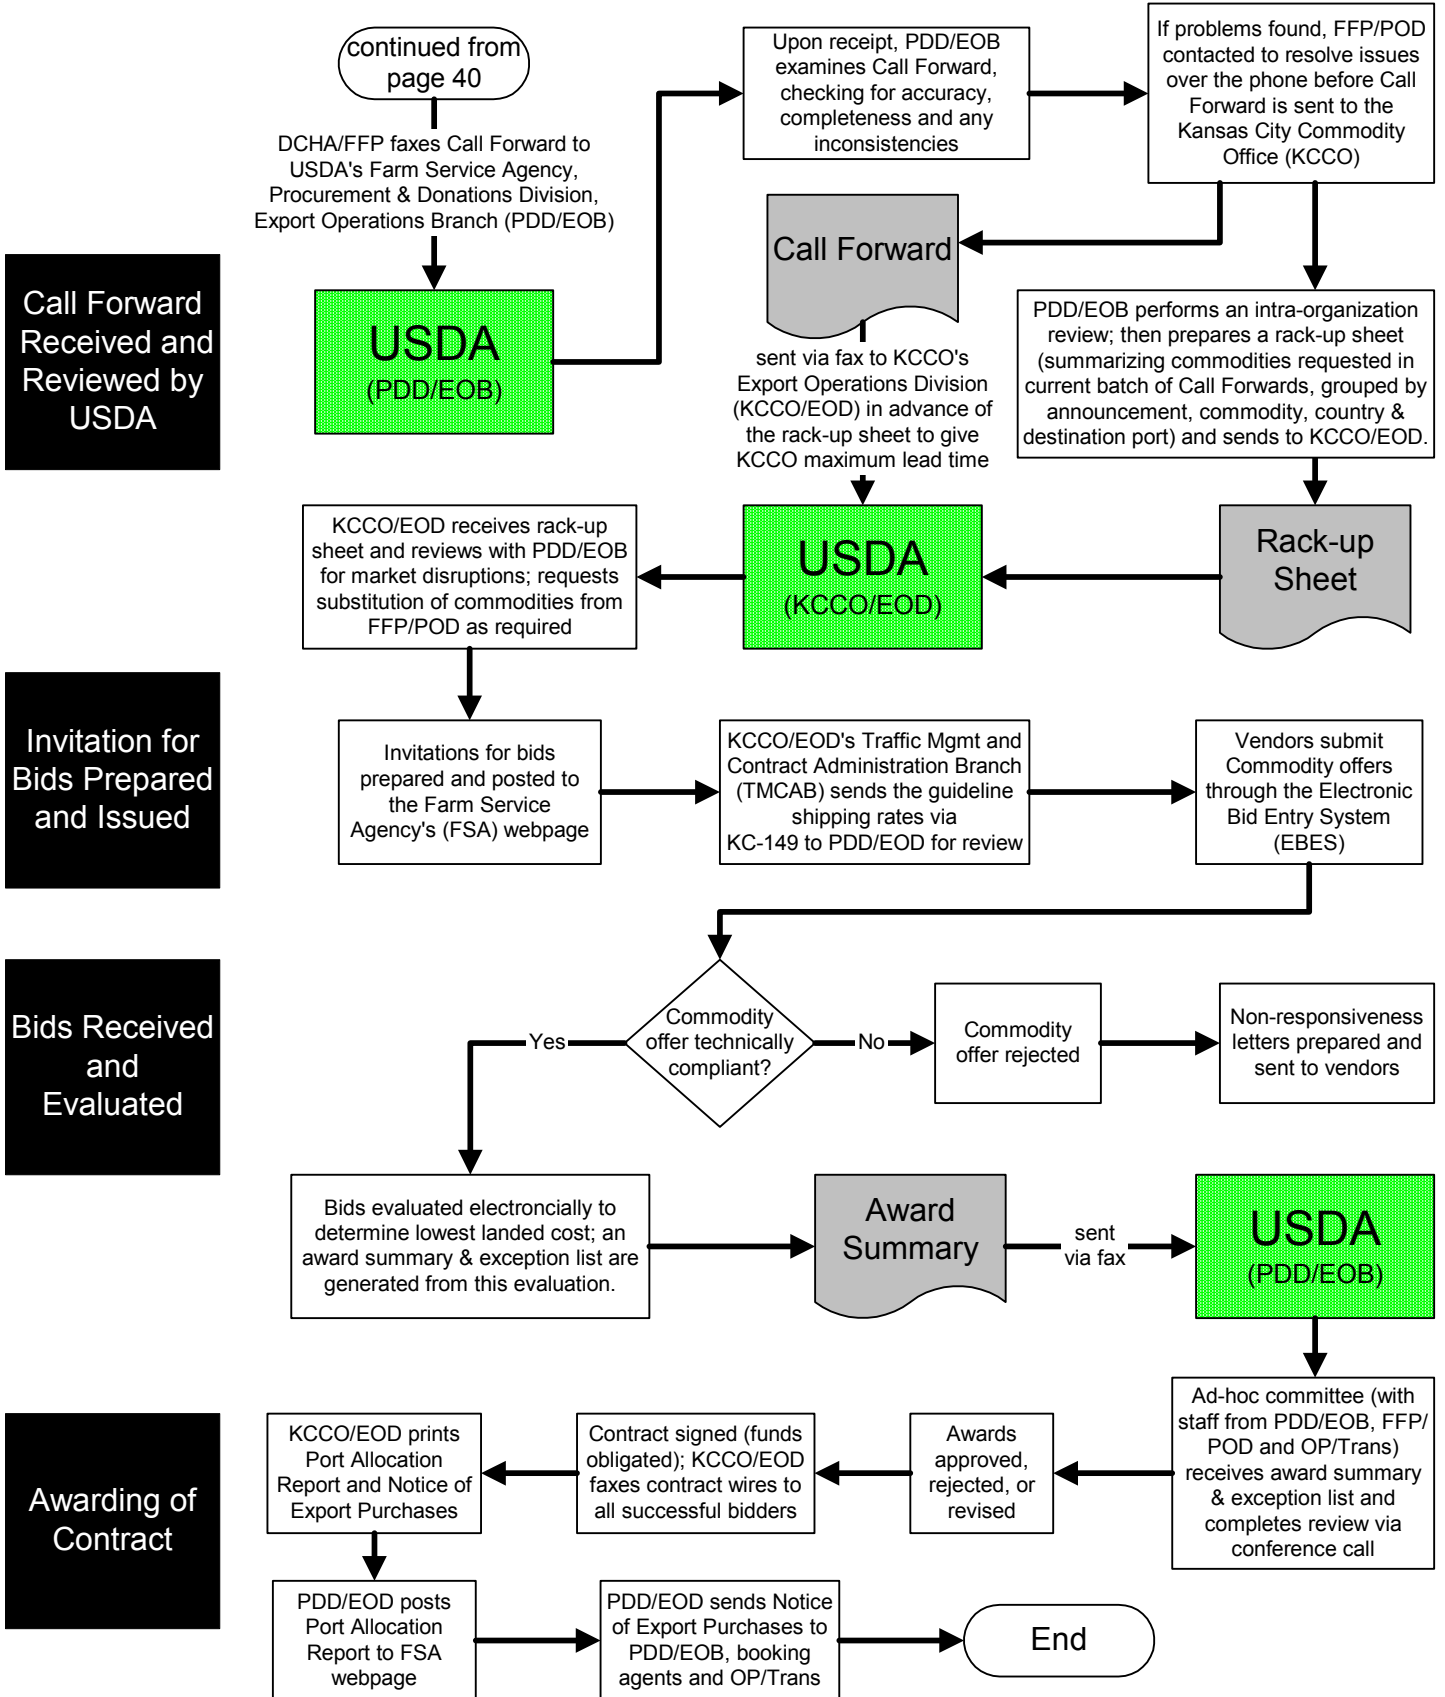 continued from
page 40
DCHA/FFP faxes Call Forward to
USDA's Farm Service Agency,
Procurement & Donations Division,
Export Operations Branch (PDD/EOB)
Upon receipt, PDD/EOB
examines Call Forward,
checking for accuracy,
completeness and any
inconsistencies
If problems found, FFP/POD
contacted to resolve issues
over the phone before Call
Forward is sent to the
Kansas City Commodity
Office (KCCO)
Call Forward
Received and
Reviewed by
USDA
USDA
(PDD/EOB)
Call Forward
sent via fax to KCCO's
Export Operations Division
(KCCO/EOD) in advance of
the rack-up sheet to give
KCCO maximum lead time
PDD/EOB performs an intra-organization
review; then prepares a rack-up sheet
(summarizing commodities requested in
current batch of Call Forwards, grouped by
announcement, commodity, country &
destination port) and sends to KCCO/EOD.
KCCO/EOD receives rack-up
sheet and reviews with PDD/EOB
for market disruptions; requests
substitution of commodities from
FFP/POD as required
USDA
(KCCO/EOD)
Rack-up
Sheet
Invitation for
Bids Prepared
and Issued
Invitations for bids
prepared and posted to
the Farm Service
Agency's (FSA) webpage
KCCO/EOD's Traffic Mgmt and
Contract Administration Branch
(TMCAB) sends the guideline
shipping rates via
KC-149 to PDD/EOD for review
Vendors submit
Commodity offers
through the Electronic
Bid Entry System
(EBES)
Bids Received
and
Evaluated
Yes
Commodity
offer technically
compliant?
No
Commodity
offer rejected
Non-responsiveness
letters prepared and
sent to vendors
Bids evaluated electroncially to
determine lowest landed cost; an
award summary & exception list are
generated from this evaluation.
Award
Summary
sent
via fax
USDA
(PDD/EOB)
Awarding of
Contract
KCCO/EOD prints
Port Allocation
Report and Notice of
Export Purchases
Contract signed (funds
obligated); KCCO/EOD
faxes contract wires to
all successful bidders
Awards
approved,
rejected, or
revised
Ad-hoc committee (with
staff from PDD/EOB, FFP/
POD and OP/Trans)
receives award summary
& exception list and
completes review via
conference call
PDD/EOD posts
Port Allocation
Report to FSA
webpage
PDD/EOD sends Notice
of Export Purchases to
PDD/EOB, booking
agents and OP/Trans
End